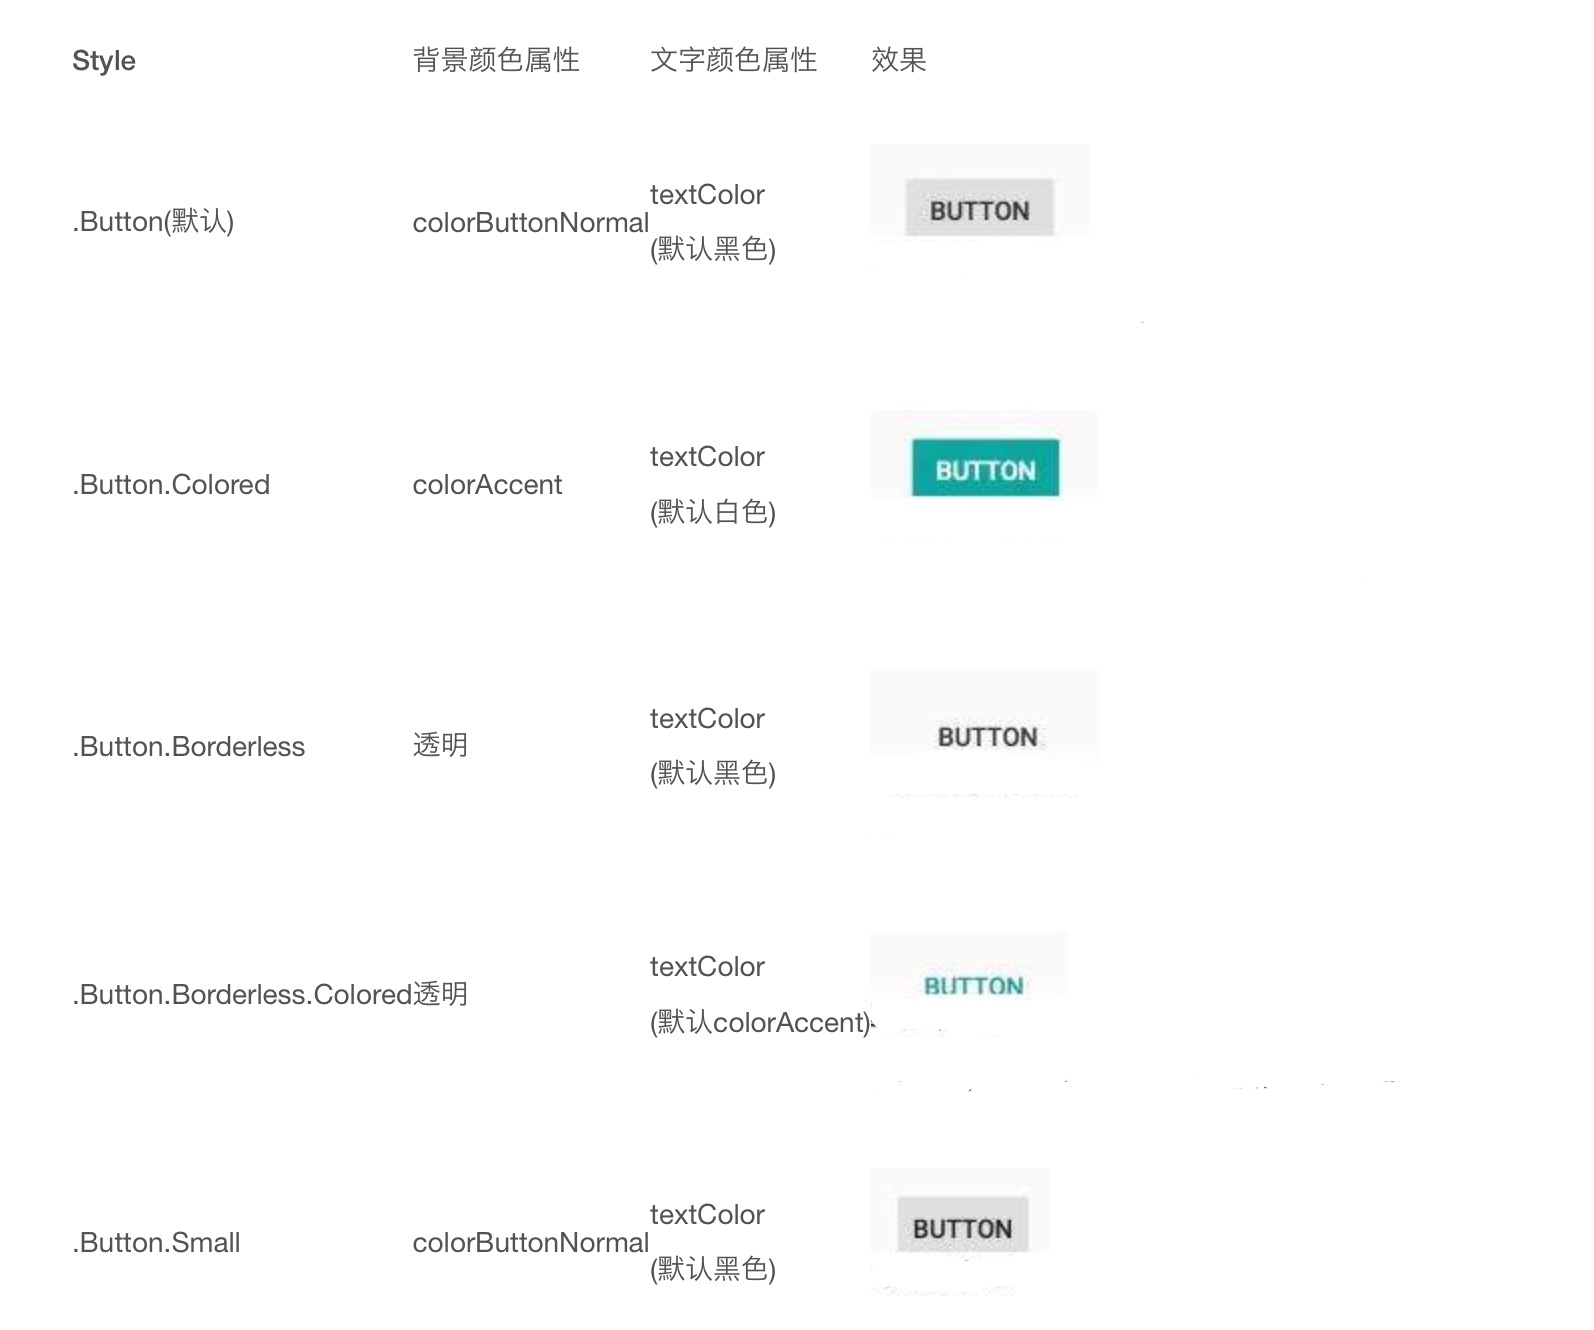 Style 背景颜色属性 文字颜色属性 效果
.Button(默认) colorButtonNormal textColor (默认黑色) BUTTON
.Button.Colored colorAccent textColor (默认白色) BUTTON
.Button.Borderless 透明 textColor (默认黑色) BUTTON
.Button.Borderless.Colored 透明 textColor (默认colorAccent) BUTTON
.Button.Small colorButtonNormal textColor (默认黑色) BUTTON